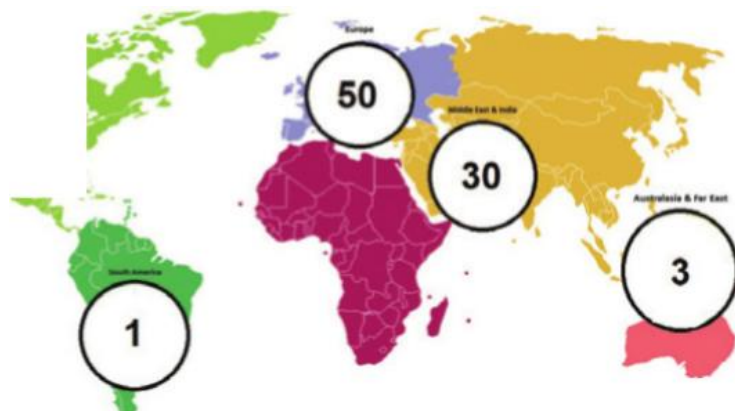 Europe
50
Middle East & India
30
Australasia & Far East
3
South America
1